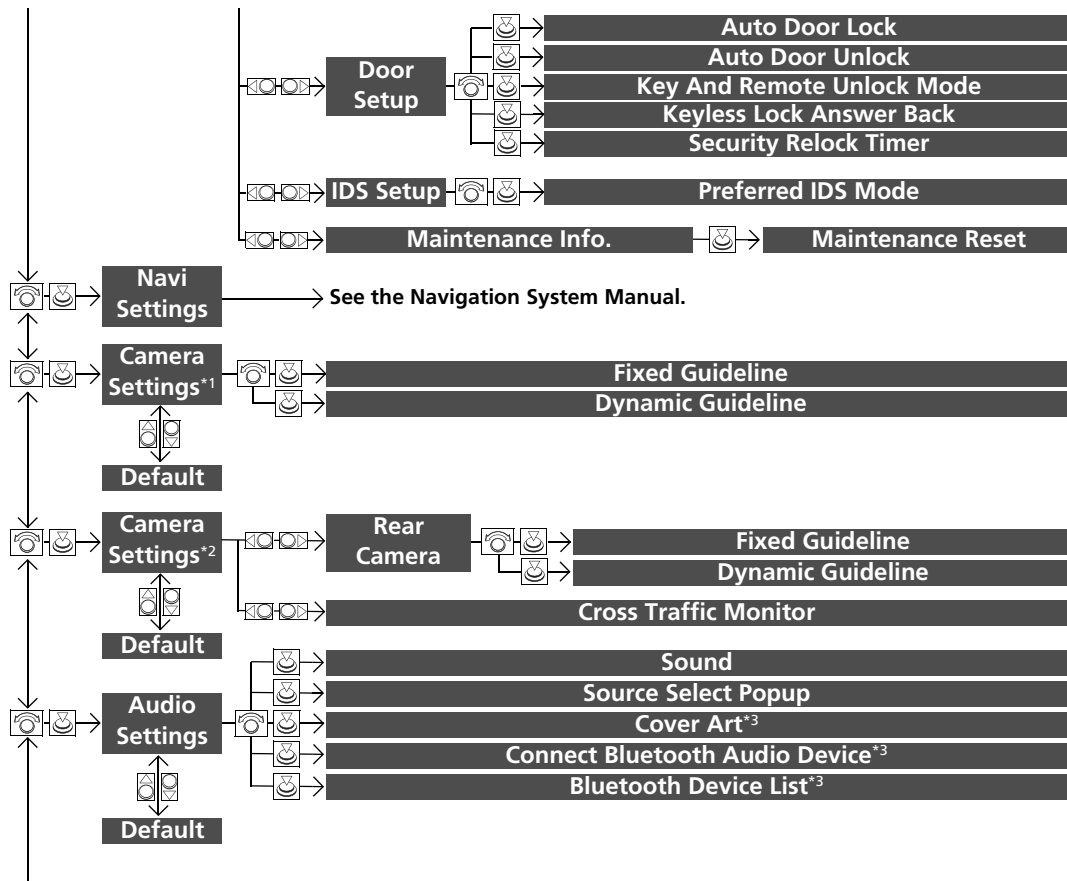 Door
Setup
Auto Door Lock
Auto Door Unlock
Key And Remote Unlock Mode
Keyless Lock Answer Back
Security Relock Timer
IDS Setup
Preferred IDS Mode
Maintenance Info.
Maintenance Reset
Navi
Settings
See the Navigation System Manual.
Camera
Settings*1
Fixed Guideline
Dynamic Guideline
Default
Camera
Settings*2
Rear
Camera
Fixed Guideline
Dynamic Guideline
Cross Traffic Monitor
Default
Audio
Settings
Sound
Source Select Popup
Cover Art*3
Connect Bluetooth Audio Device*3
Bluetooth Device List*3
Default